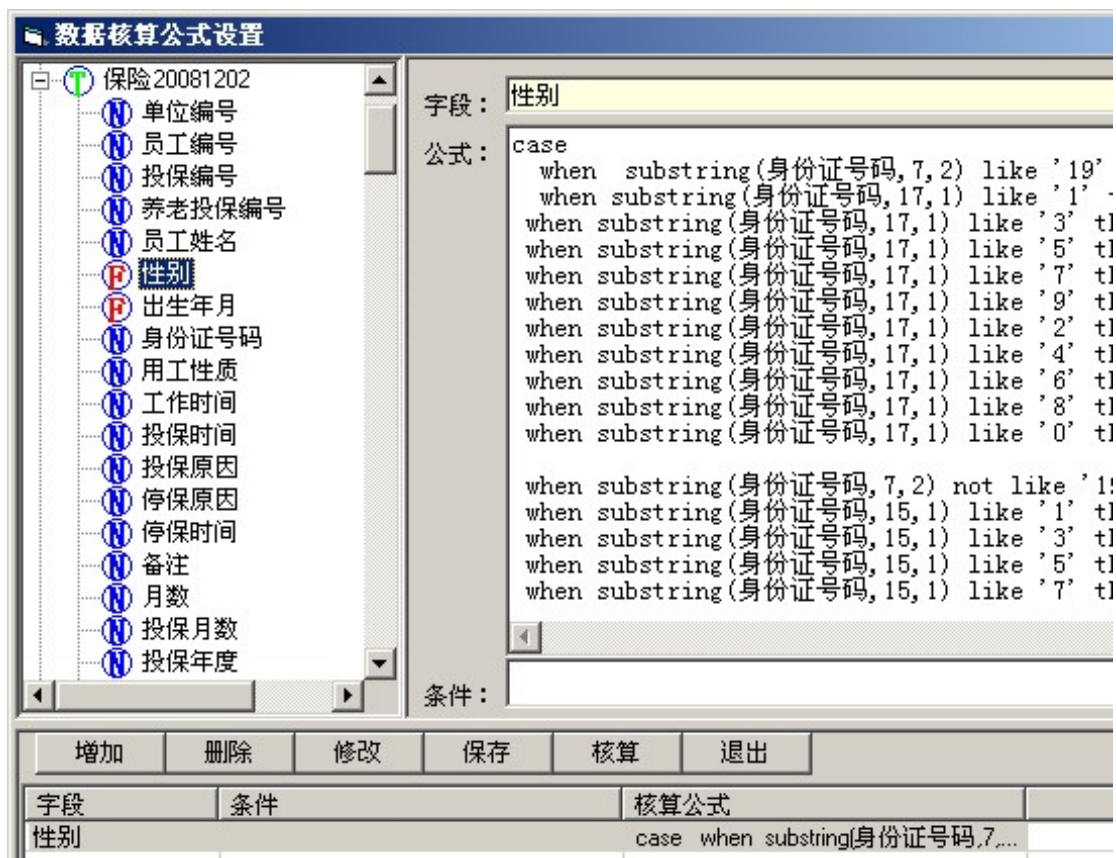 数据核算公式设置
保险20081202
单位编号
员工编号
投保编号
养老投保编号
员工姓名
性别
出生年月
身份证号码
用工性质
工作时间
投保时间
投保原因
停保原因
停保时间
备注
月数
投保月数
投保年度
字段： 性别
公式：
case
when  substring(身份证号码,7,2) like '19'
when substring(身份证号码,17,1) like '1' t
when substring(身份证号码,17,1) like '3' th
when substring(身份证号码,17,1) like '5' th
when substring(身份证号码,17,1) like '7' th
when substring(身份证号码,17,1) like '9' th
when substring(身份证号码,17,1) like '2' th
when substring(身份证号码,17,1) like '4' th
when substring(身份证号码,17,1) like '6' th
when substring(身份证号码,17,1) like '8' th
when substring(身份证号码,17,1) like '0' th
when substring(身份证号码,7,2) not like '19
when substring(身份证号码,15,1) like '1' th
when substring(身份证号码,15,1) like '3' th
when substring(身份证号码,15,1) like '5' th
when substring(身份证号码,15,1) like '7' th
条件：
增加 删除 修改 保存 核算 退出
字段 条件 核算公式
性别 case  when  substring(身份证号码,7,...